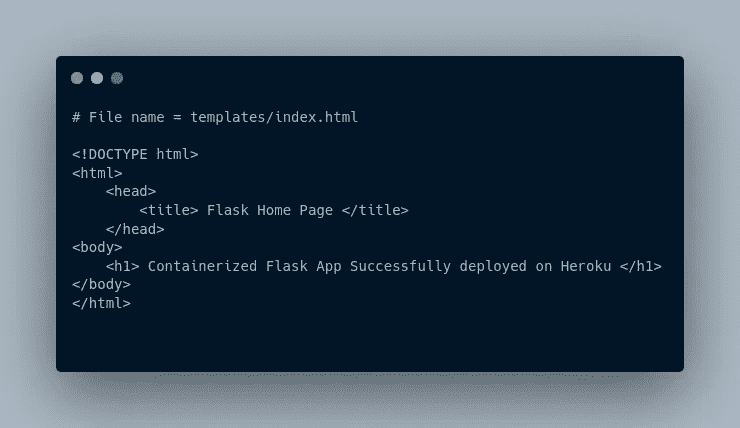 # File name = templates/index.html
<!DOCTYPE html>
<html>
    <head>
        <title> Flask Home Page </title>
    </head>
<body>
    <h1> Containerized Flask App Successfully deployed on Heroku </h1>
</body>
</html>